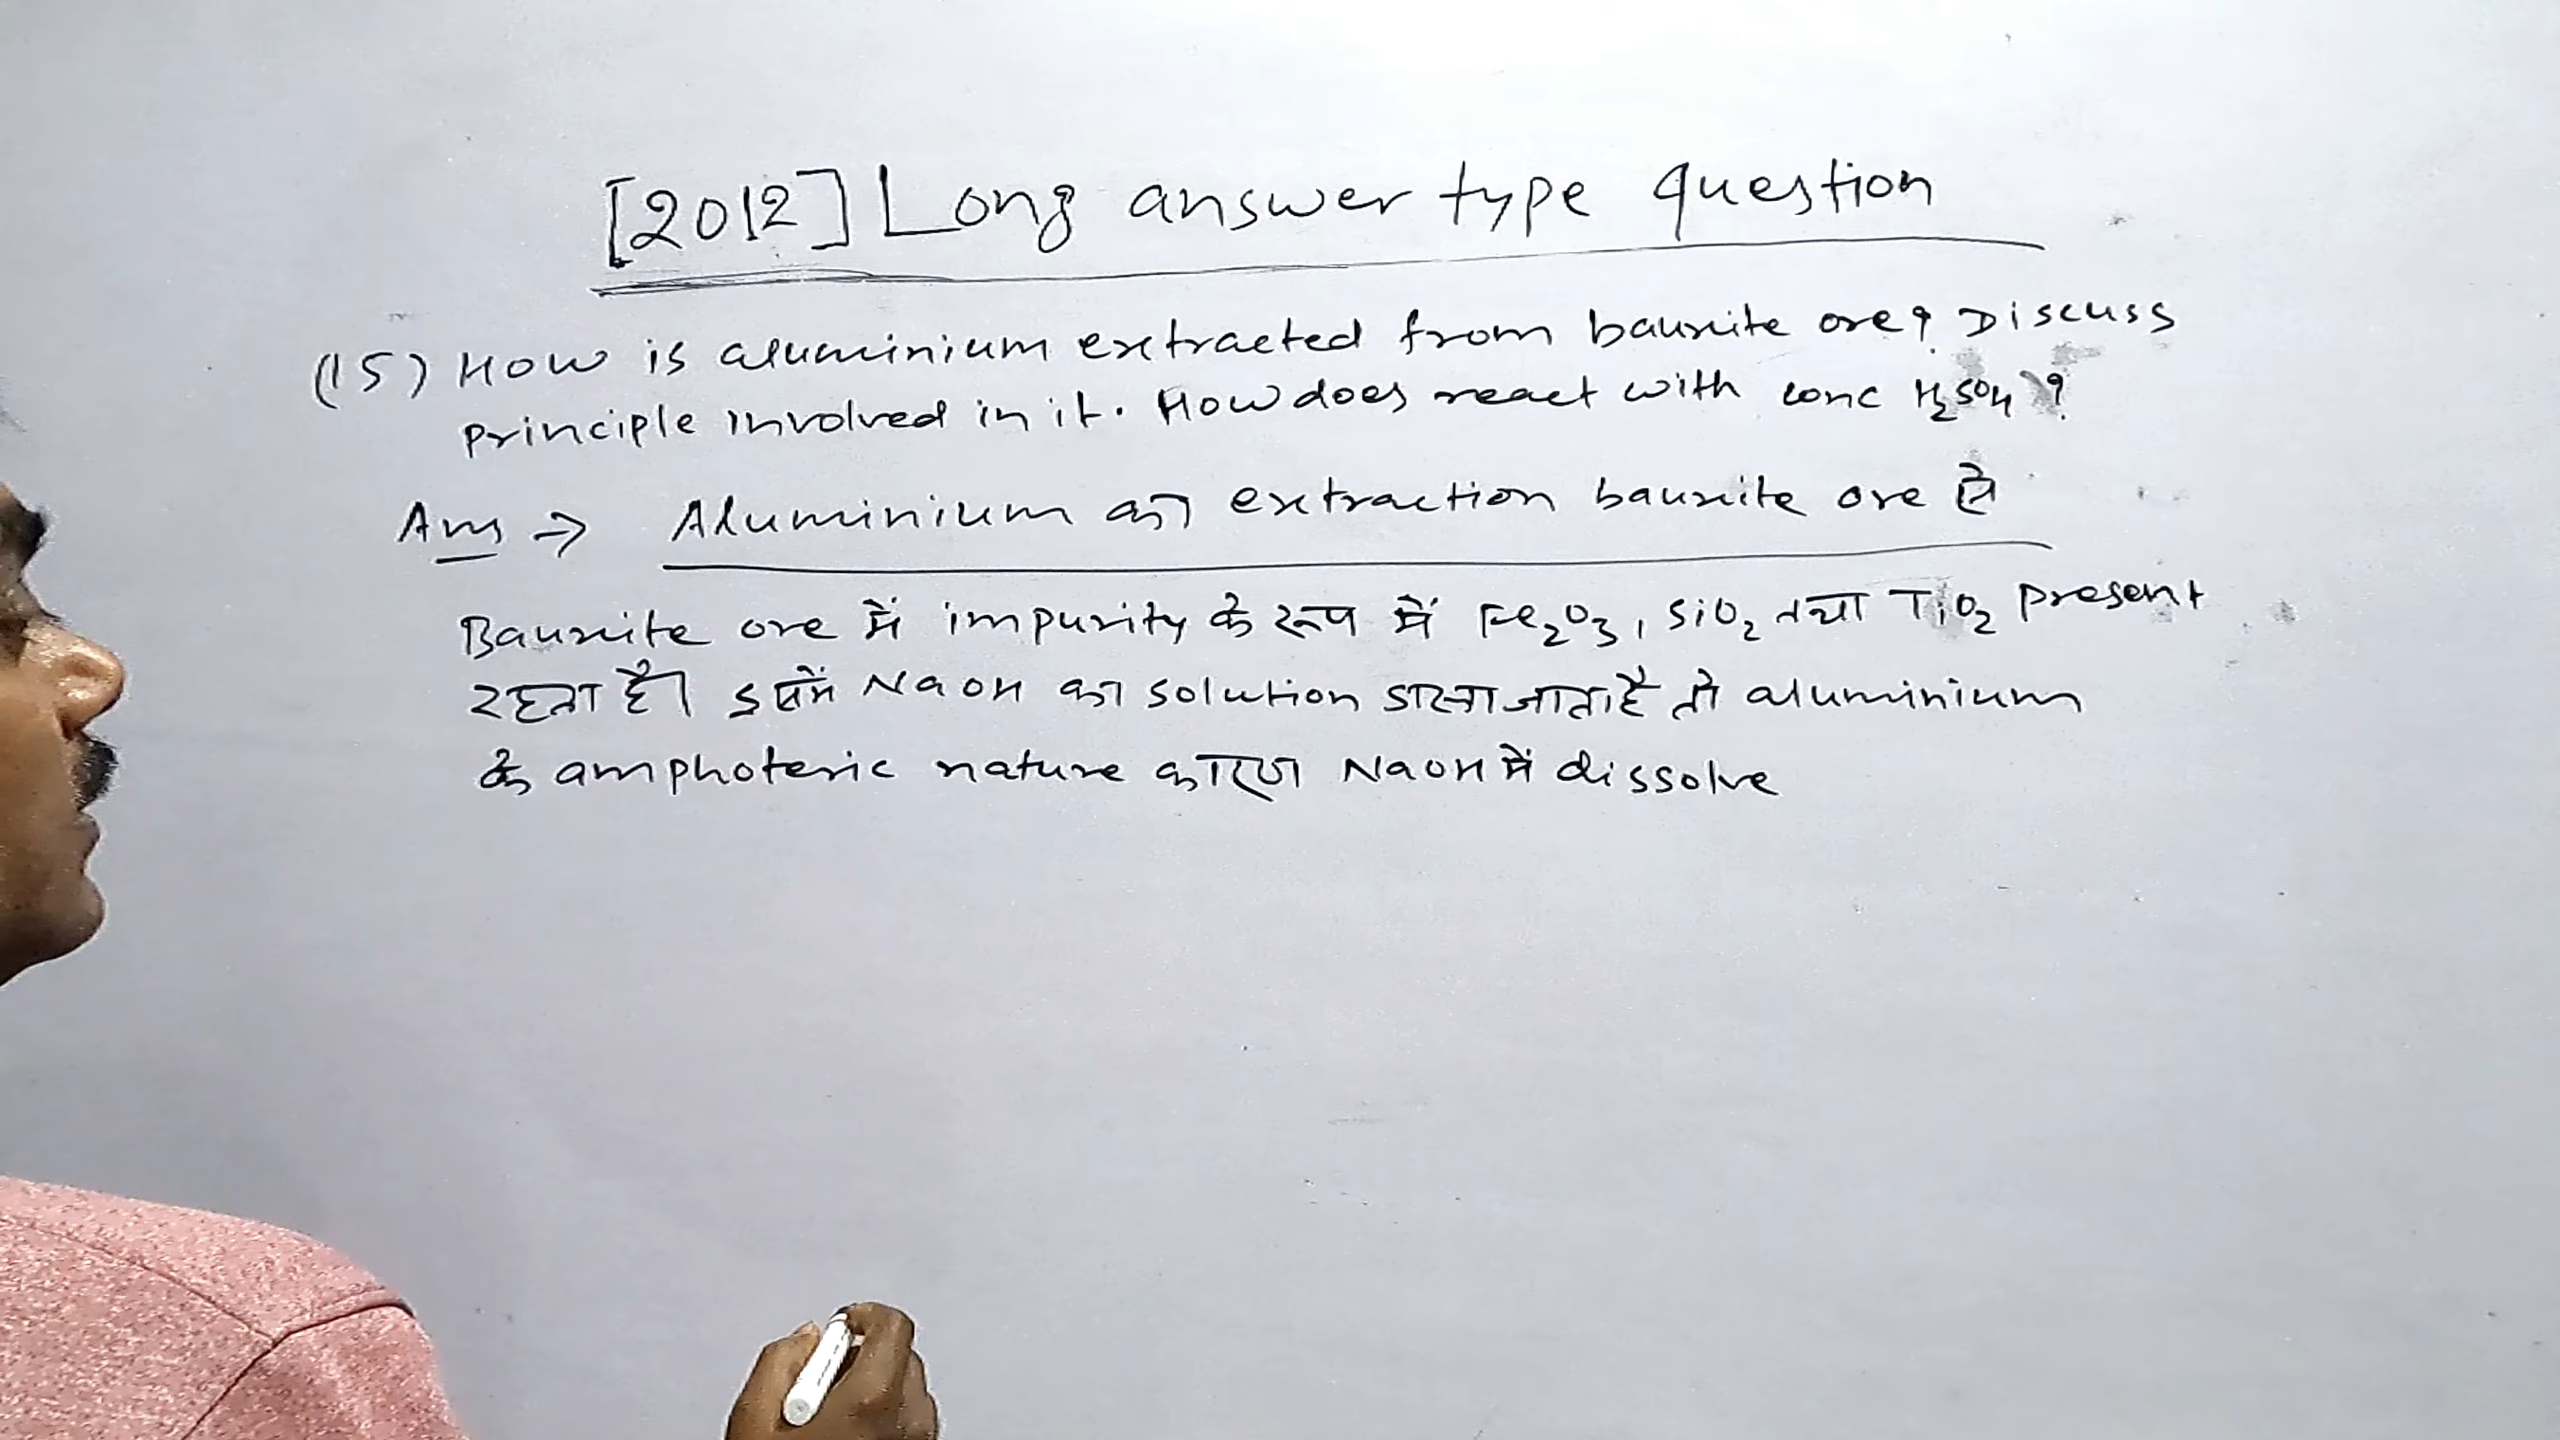 [2012] Long answer type question
(15) How is aluminium extracted from bauxite ore? Discuss
principle involved in it. How does react with conc H₂SO₄?
Ans → Aluminium का extraction bauxite ore से
Bauxite ore में impurity के रूप में Fe₂O₃, SiO₂ तथा TiO₂ present
रहता है। इसमें NaOH का solution डाला जाता है तो aluminium
के amphoteric nature कारण NaOH में dissolve